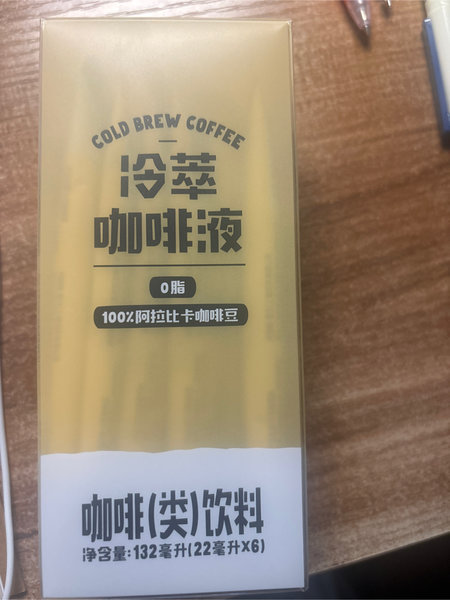 COLD BREW COFFEE
冷萃
咖啡液
0脂
100%阿拉比卡咖啡豆
咖啡(类)饮料
净含量:132毫升(22毫升X6)